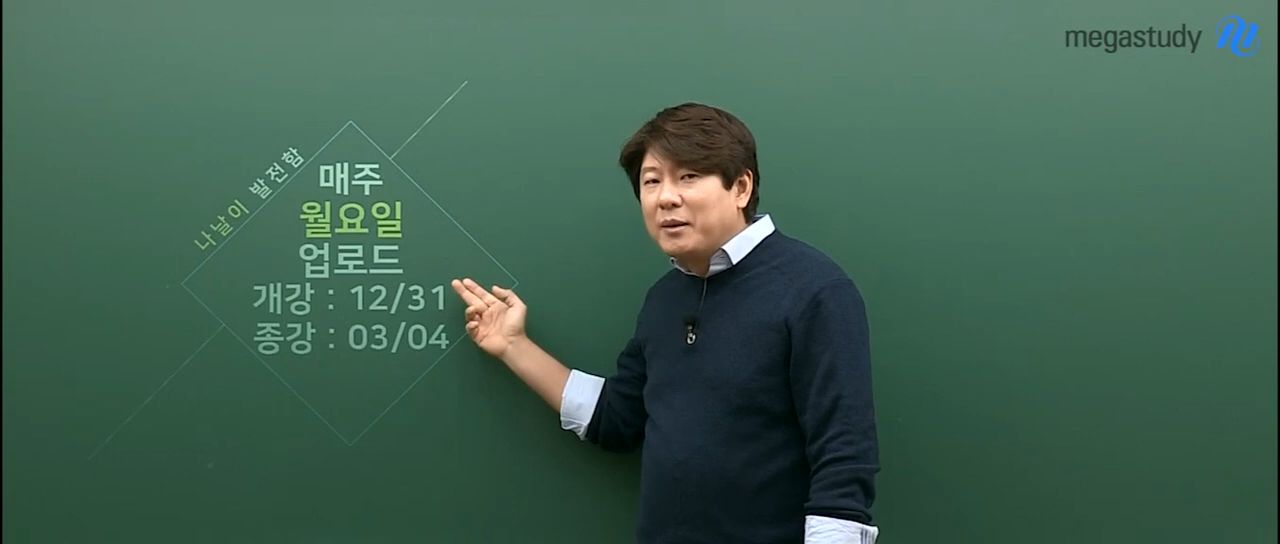 megastudy
나날이 발전함
매주
월요일
업로드
개강 : 12/31
종강 : 03/04